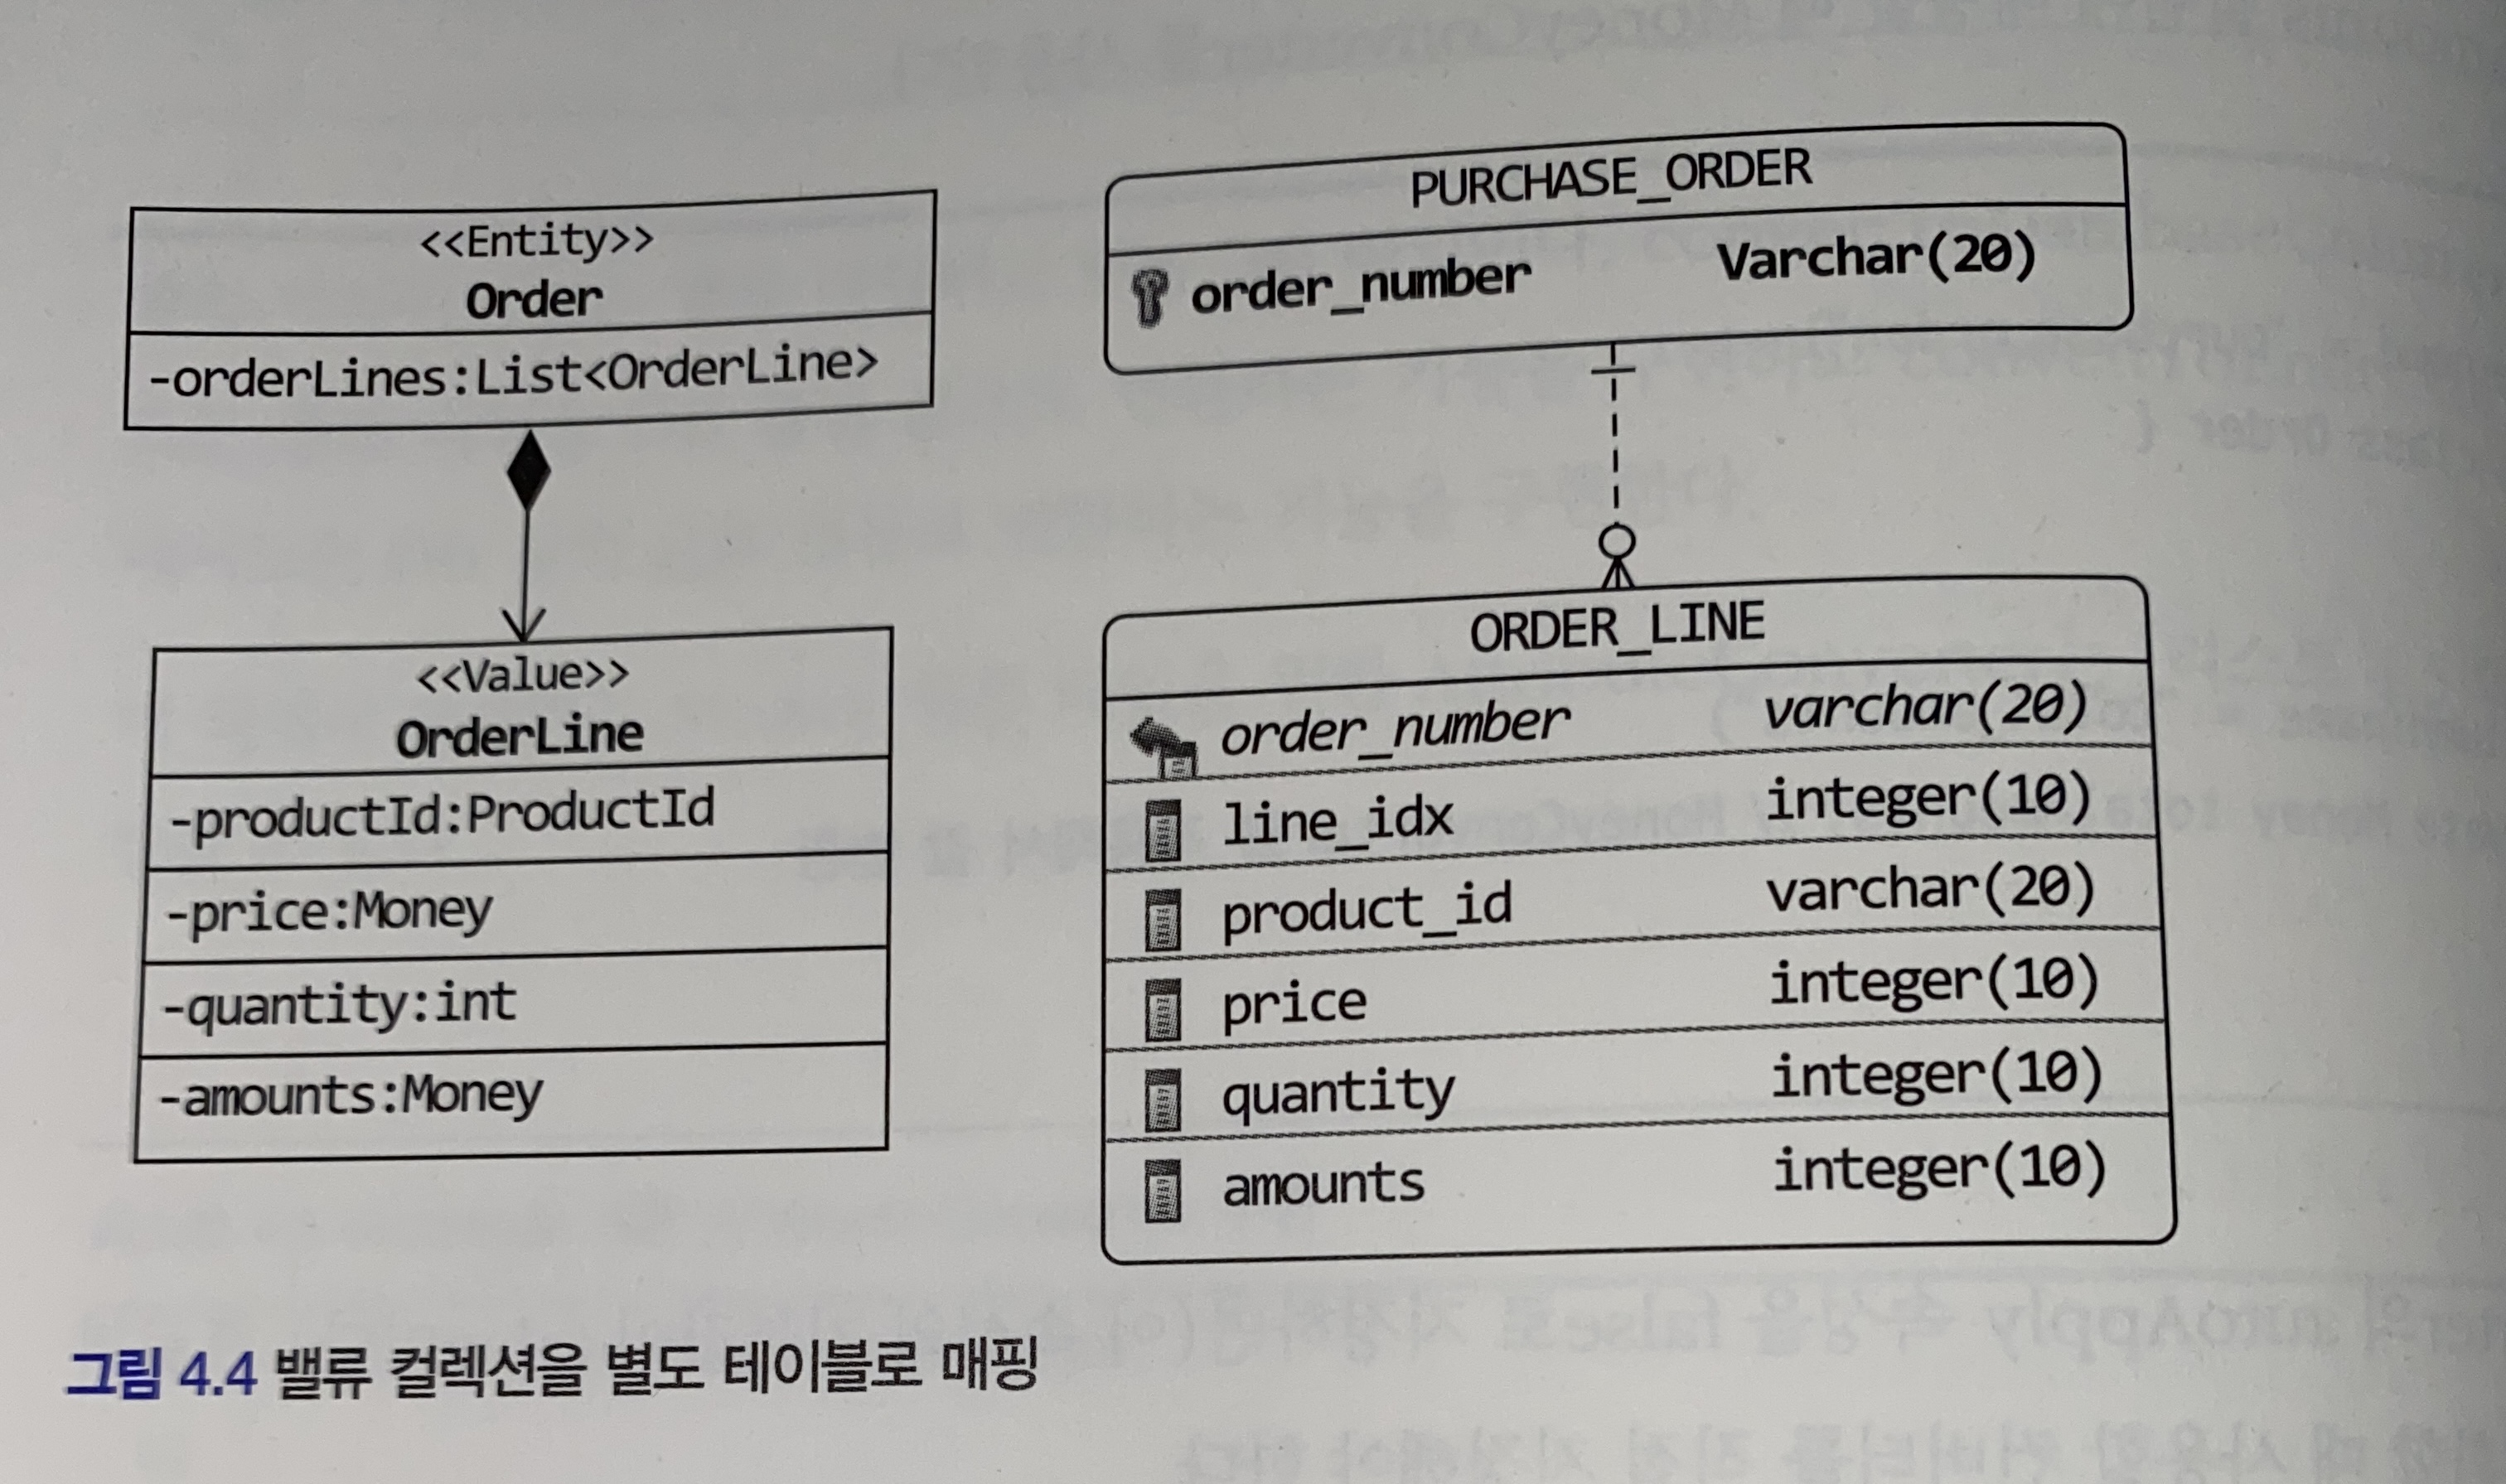 <<Entity>>
Order
-orderLines:List<OrderLine>
<<Value>>
OrderLine
-productId:ProductId
-price:Money
-quantity:int
-amounts:Money
PURCHASE_ORDER
order_number Varchar(20)
ORDER_LINE
order_number varchar(20)
line_idx integer(10)
product_id varchar(20)
price integer(10)
quantity integer(10)
amounts integer(10)
그림 4.4 밸류 컬렉션을 별도 테이블로 매핑